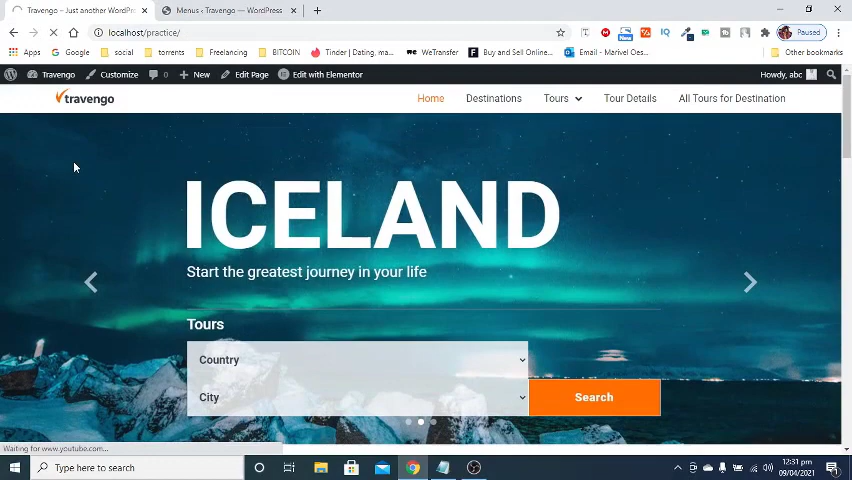 Travengo – Just another WordPr
Menus ‹ Travengo — WordPress
localhost/practice/
Paused
Apps
Google
social
torrents
Freelancing
BITCOIN
Tinder | Dating, ma...
WeTransfer
Buy and Sell Online...
Email - Marvel Oes...
Other bookmarks
Travengo
Customize
0
New
Edit Page
Edit with Elementor
Howdy, abc
travengo
Home
Destinations
Tours
Tour Details
All Tours for Destination
ICELAND
Start the greatest journey in your life
Tours
Country
City
Search
Waiting for www.youtube.com...
Type here to search
12:31 pm
09/04/2021